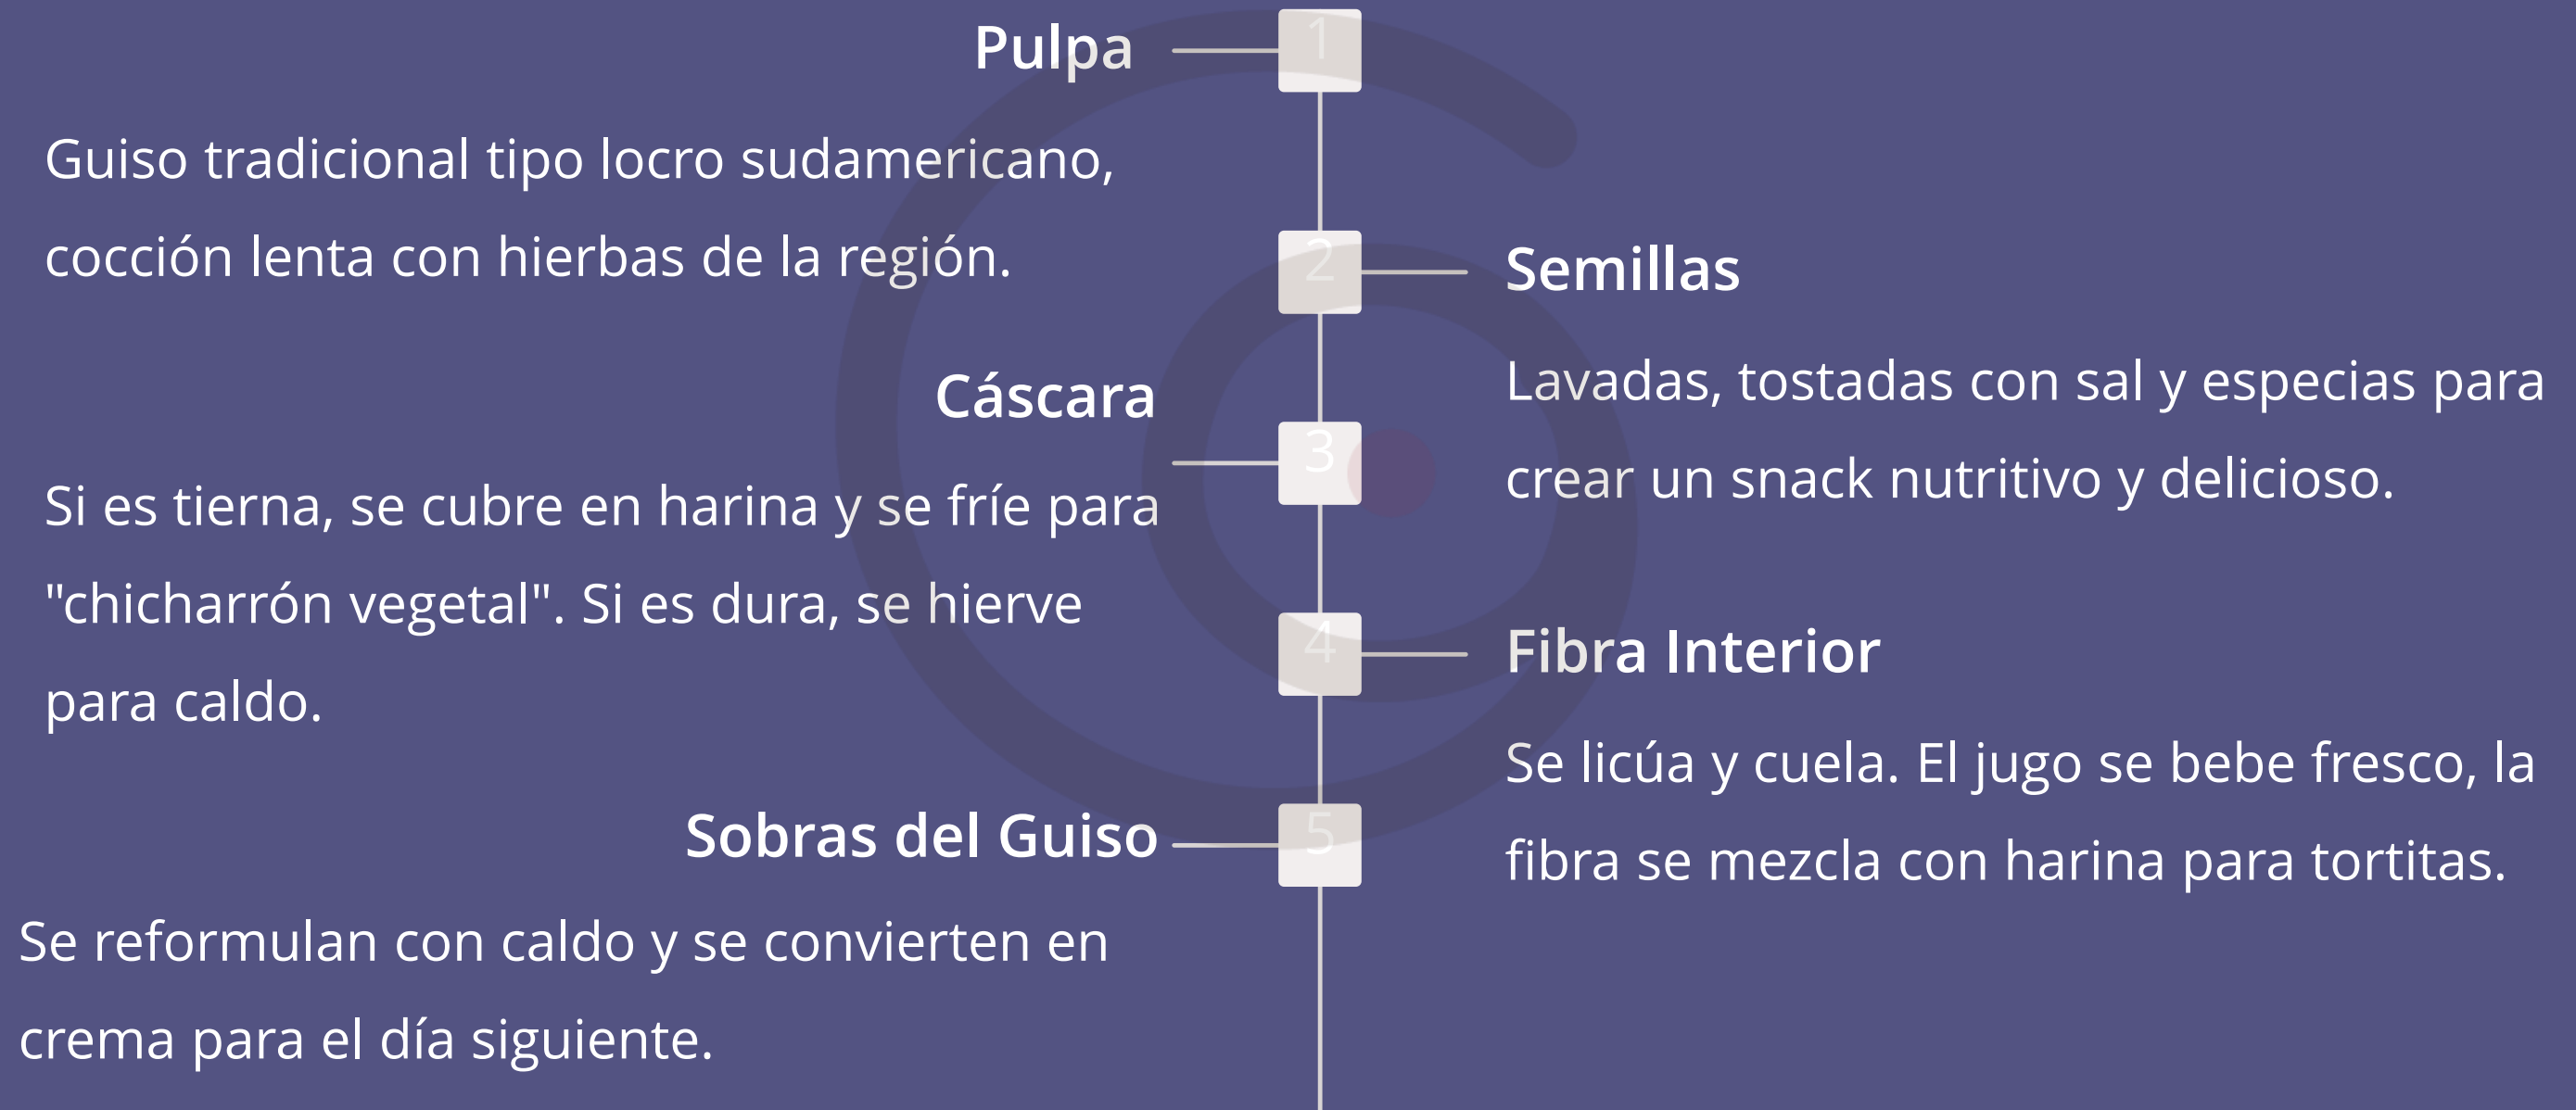 1
Pulpa
Guiso tradicional tipo locro sudamericano,
cocción lenta con hierbas de la región.
2
Semillas
Lavadas, tostadas con sal y especias para
crear un snack nutritivo y delicioso.
3
Cáscara
Si es tierna, se cubre en harina y se fríe para
"chicharrón vegetal". Si es dura, se hierve
para caldo.
4
Fibra Interior
Se licúa y cuela. El jugo se bebe fresco, la
fibra se mezcla con harina para tortitas.
5
Sobras del Guiso
Se reformulan con caldo y se convierten en
crema para el día siguiente.